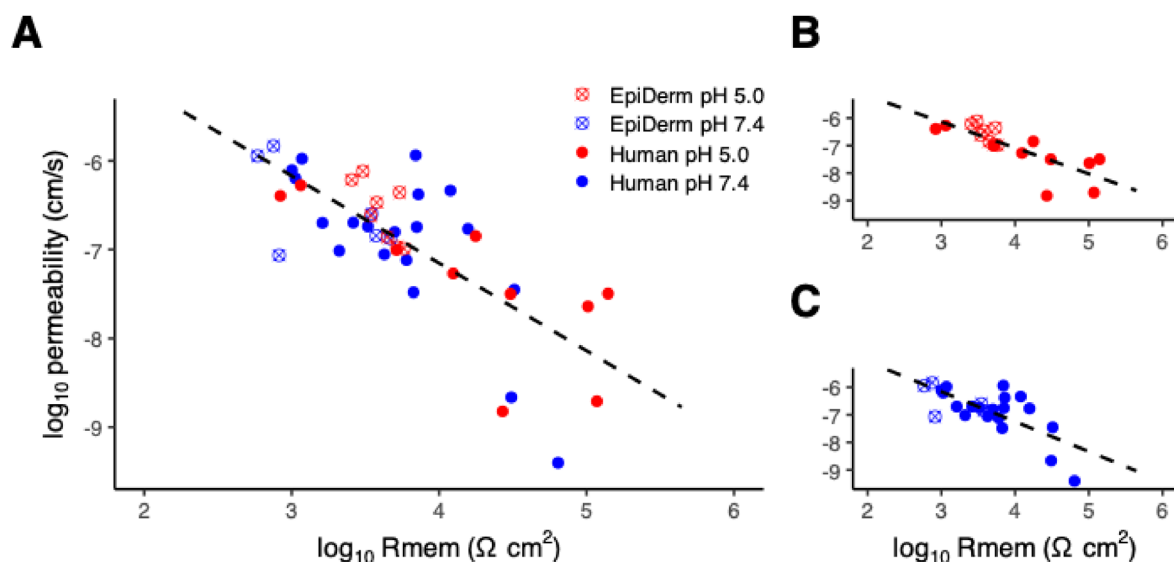 A
EpiDerm pH 5.0
EpiDerm pH 7.4
Human pH 5.0
Human pH 7.4
log₁₀ permeability (cm/s)
-6
-7
-8
-9
2 3 4 5 6
log₁₀ Rmem (Ω cm²)
B
-6
-7
-8
-9
2 3 4 5 6
C
-6
-7
-8
-9
2 3 4 5 6
log₁₀ Rmem (Ω cm²)